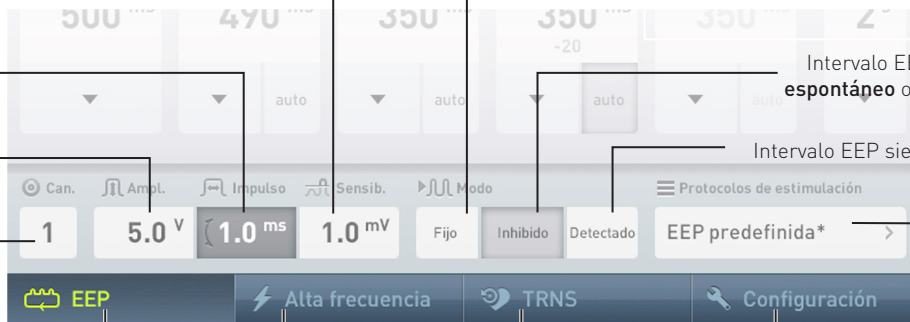 500 ms 490 ms 350 ms 350 ms 350 ms 2 s
-20
Intervalo EE
espontáneo o
auto auto auto auto
Intervalo EEP sie
Can. Ampl. Impulso Sensib. Modo Protocolos de estimulación
1 5.0 V 1.0 ms 1.0 mV Fijo Inhibido Detectado EEP predefinida*
EEP Alta frecuencia TRNS Configuración